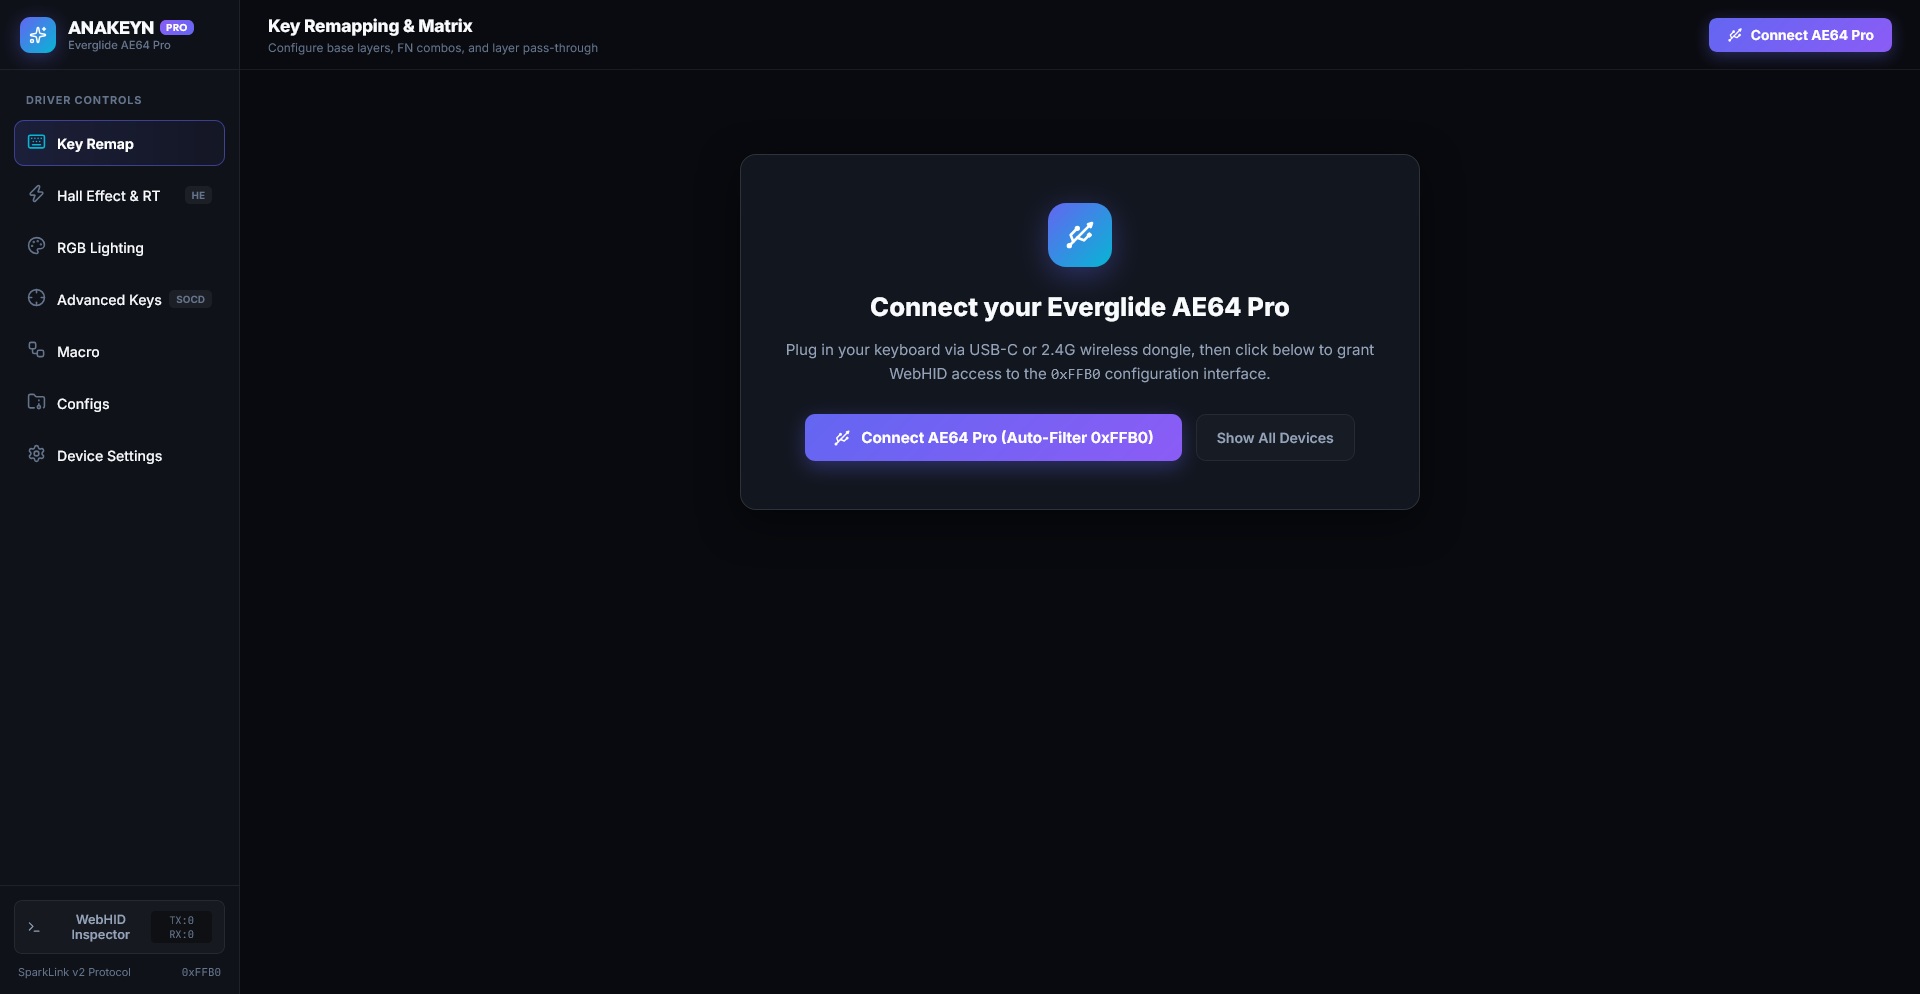 ANAKEYN PRO
Everglide AE64 Pro
Key Remapping & Matrix
Configure base layers, FN combos, and layer pass-through
Connect AE64 Pro
DRIVER CONTROLS
Key Remap
Hall Effect & RT HE
RGB Lighting
Advanced Keys SOCD
Macro
Configs
Device Settings
Connect your Everglide AE64 Pro
Plug in your keyboard via USB-C or 2.4G wireless dongle, then click below to grant
WebHID access to the 0xFFB0 configuration interface.
Connect AE64 Pro (Auto-Filter 0xFFB0)
Show All Devices
WebHID
Inspector
TX:0
RX:0
SparkLink v2 Protocol 0xFFB0